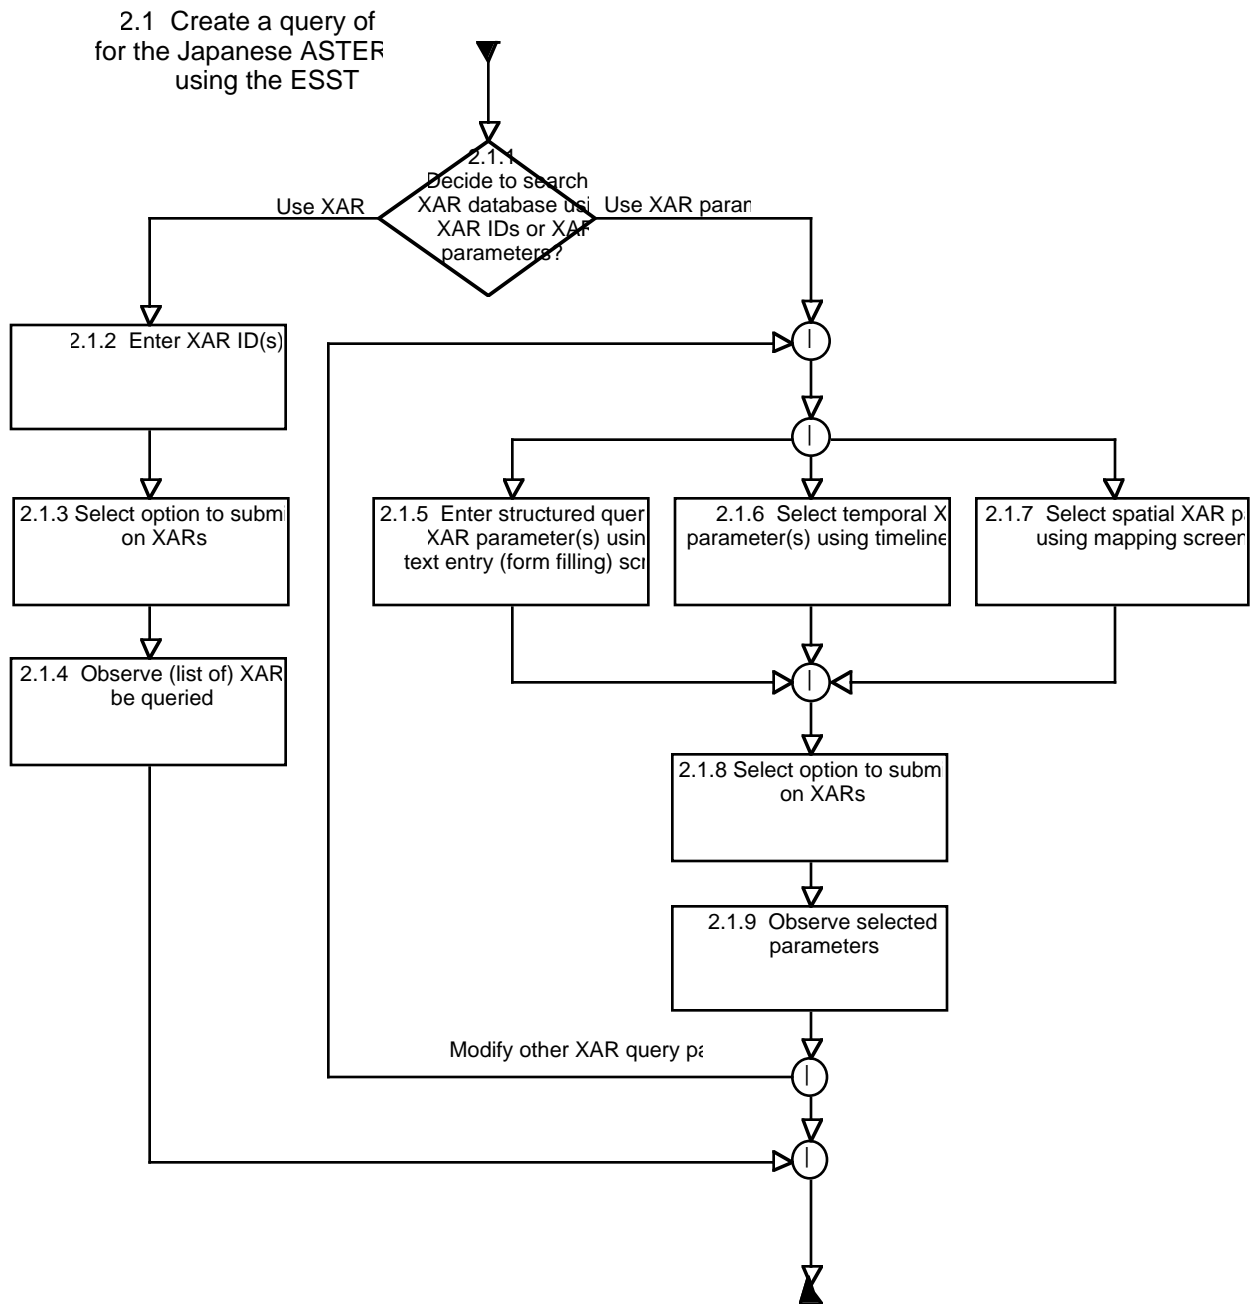 2.1 Create a query of
for the Japanese ASTER
using the ESST
2.1.1
Decide to search
XAR database usi
XAR IDs or XAR
parameters?
Use XAR
Use XAR param
2.1.2 Enter XAR ID(s)
2.1.3 Select option to submi
on XARs
2.1.4 Observe (list of) XAR
be queried
2.1.5 Enter structured quer
XAR parameter(s) usin
text entry (form filling) scr
2.1.6 Select temporal X
parameter(s) using timeline
2.1.7 Select spatial XAR pa
using mapping screen
2.1.8 Select option to subm
on XARs
2.1.9 Observe selected
parameters
Modify other XAR query pa